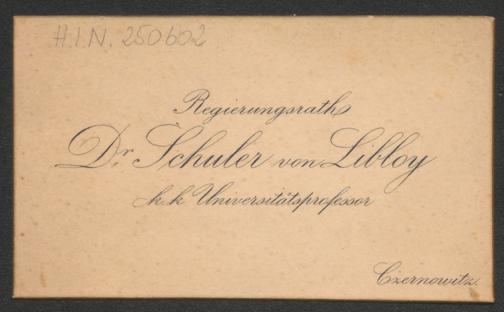 H.I.N. 250602
Regierungsrath
Dr. Schuler von Libloy
k. k. Universitätsprofessor
Czernowitz.